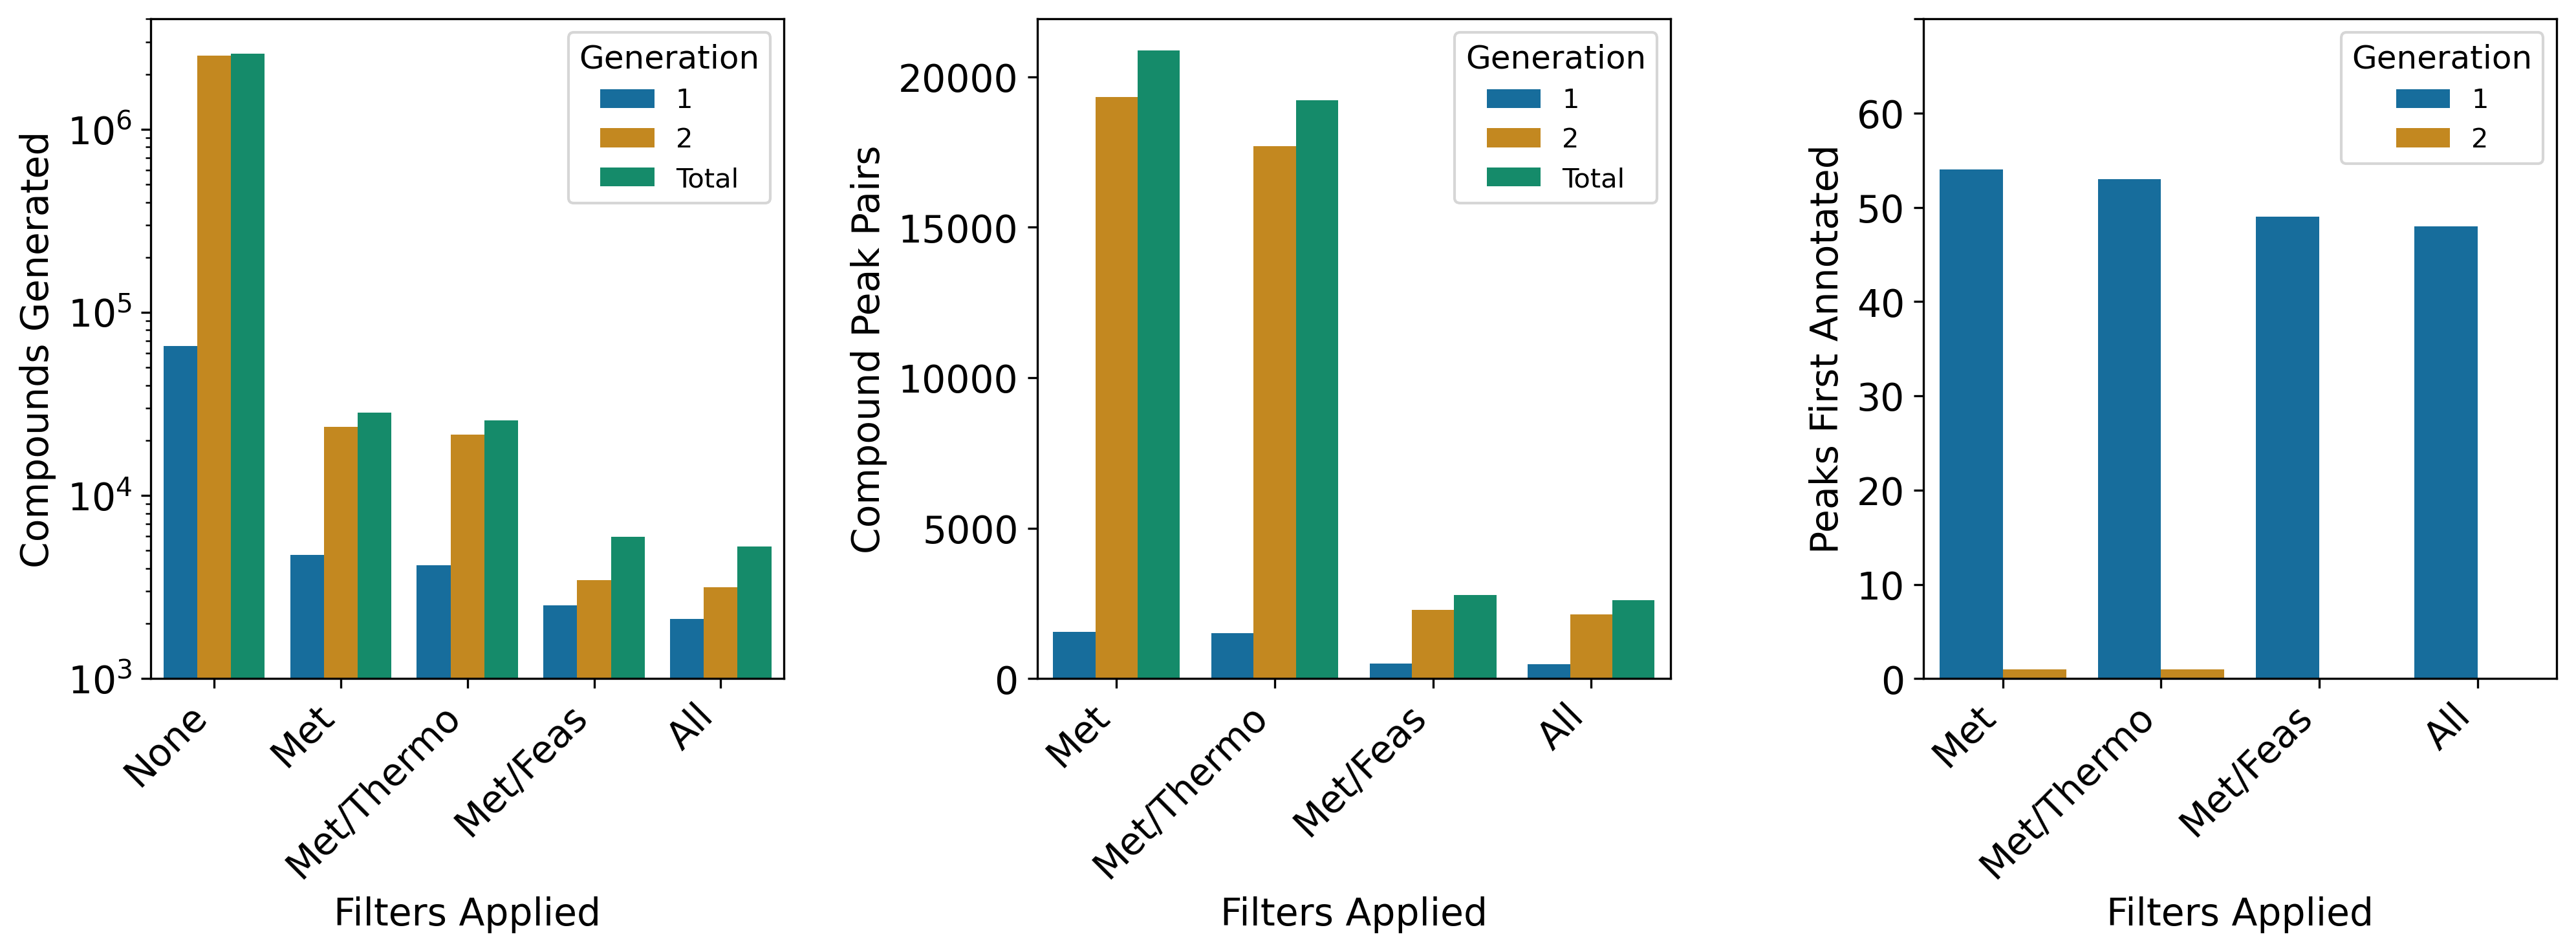 Compounds Generated
10^6
10^5
10^4
10^3
Generation
1
2
Total
None
Met
Met/Thermo
Met/Feas
All
Filters Applied
Compound Peak Pairs
20000
15000
10000
5000
0
Generation
1
2
Total
Met
Met/Thermo
Met/Feas
All
Filters Applied
Peaks First Annotated
60
50
40
30
20
10
0
Generation
1
2
Met
Met/Thermo
Met/Feas
All
Filters Applied